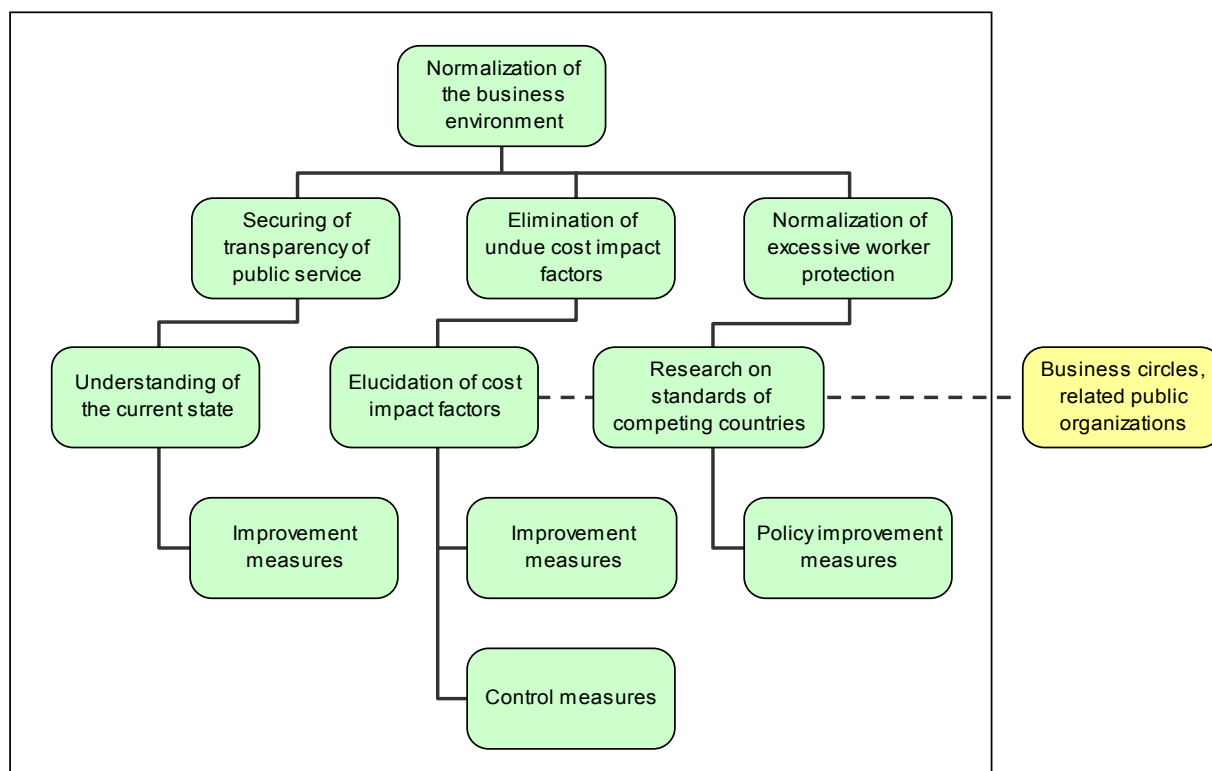 Normalization of
the business
environment
Securing of
transparency of
public service
Elimination of
undue cost impact
factors
Normalization of
excessive worker
protection
Understanding of
the current state
Elucidation of cost
impact factors
Research on
standards of
competing countries
Business circles,
related public
organizations
Improvement
measures
Improvement
measures
Policy improvement
measures
Control measures